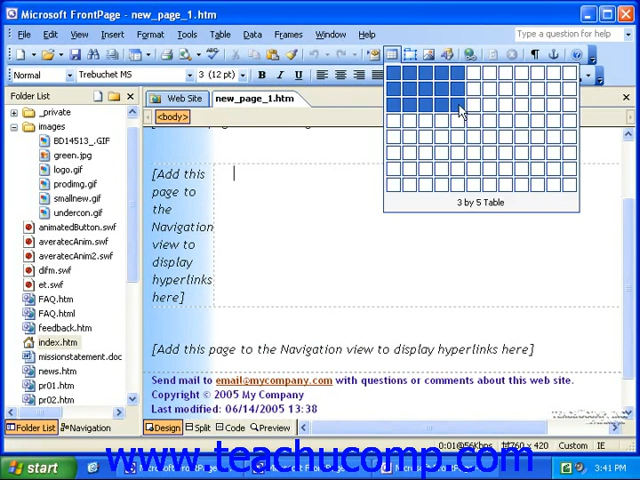 Microsoft FrontPage - new_page_1.htm
File Edit View Insert Format Tools Table Data Frames Window Help
Type a question for help
Normal Trebuchet MS 3 (12 pt) B I U
Folder List
Web Site new_page_1.htm
<body>
_private
images
BD14513_.GIF
green.jpg
logo.gif
prodimg.gif
smallnew.gif
undercon.gif
animatedButton.swf
averatecAnim.swf
averatecAnim2.swf
difm.swf
et.swf
FAQ.htm
FAQ.html
feedback.htm
index.htm
missionstatement.doc
news.htm
pr01.htm
pr02.htm
3 by 5 Table
[Add this
page to
the
Navigation
view to
display
hyperlinks
here]
[Add this page to the Navigation view to display hyperlinks here]
Send mail to email@mycompany.com with questions or comments about this web site.
Copyright © 2005 My Company
Last modified: 06/14/2005 13:38
Folder List Navigation
Design Split Code Preview
0:01@56Kbps 760 x 420 Custom IE
start
www.teachucomp.com
3:41 PM